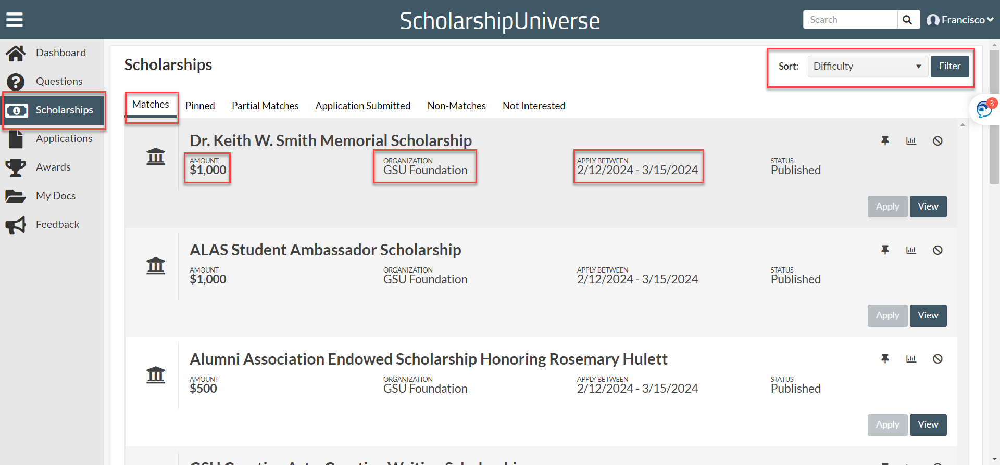 ScholarshipUniverse
Search
Francisco
Dashboard
Questions
Scholarships
Applications
Awards
My Docs
Feedback
Scholarships
Sort: Difficulty Filter
3
Matches Pinned Partial Matches Application Submitted Non-Matches Not Interested
Dr. Keith W. Smith Memorial Scholarship
AMOUNT ORGANIZATION APPLY BETWEEN STATUS
$1,000 GSU Foundation 2/12/2024 - 3/15/2024 Published
Apply View
ALAS Student Ambassador Scholarship
AMOUNT ORGANIZATION APPLY BETWEEN STATUS
$1,000 GSU Foundation 2/12/2024 - 3/15/2024 Published
Apply View
Alumni Association Endowed Scholarship Honoring Rosemary Hulett
AMOUNT ORGANIZATION APPLY BETWEEN STATUS
$500 GSU Foundation 2/12/2024 - 3/15/2024 Published
Apply View